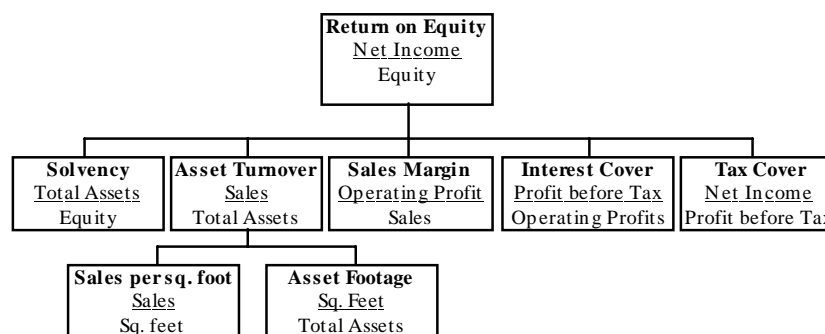 Return on Equity
Net Income
Equity
Solvency
Total Assets
Equity
Asset Turnover
Sales
Total Assets
Sales Margin
Operating Profit
Sales
Interest Cover
Profit before Tax
Operating Profits
Tax Cover
Net Income
Profit before Tax
Sales per sq. foot
Sales
Sq. feet
Asset Footage
Sq. Feet
Total Assets